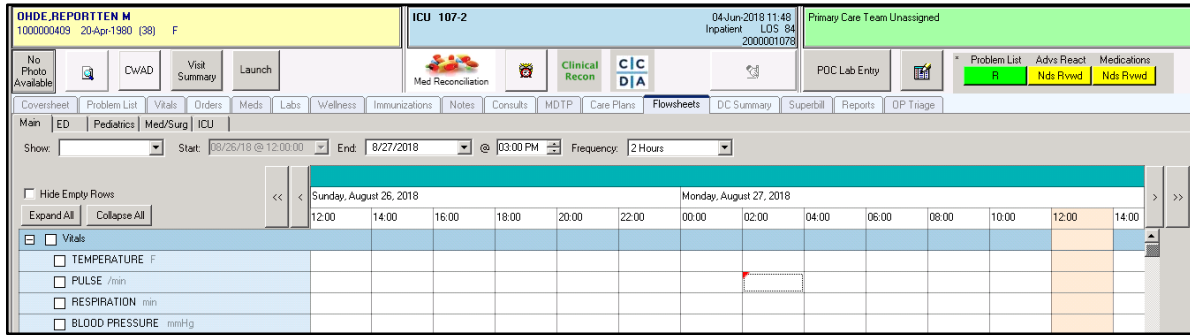 OHDE,REPORTTEN M
1000000409 20-Apr-1980 (38) F
ICU 107-2
04-Jun-2018 11:48
Inpatient LOS 84
2000001078
Primary Care Team Unassigned
No Photo Available
CWAD
Visit Summary
Launch
Med Reconciliation
Clinical Recon
C C
D A
POC Lab Entry
* Problem List Advs React Medications
R Nds Rvwd Nds Rvwd
Coversheet Problem List Vitals Orders Meds Labs Wellness Immunizations Notes Consults MDTP Care Plans Flowsheets DC Summary Superbill Reports OP Triage
Main ED Pediatrics Med/Surg ICU
Show: Start: 08/26/18 @ 12:00:00 End: 8/27/2018 @ 03:00 PM Frequency: 2 Hours
Hide Empty Rows << < Sunday, August 26, 2018 Monday, August 27, 2018 > >>
Expand All Collapse All 12:00 14:00 16:00 18:00 20:00 22:00 00:00 02:00 04:00 06:00 08:00 10:00 12:00 14:00
Vitals
TEMPERATURE F
PULSE /min
RESPIRATION min
BLOOD PRESSURE mmHg